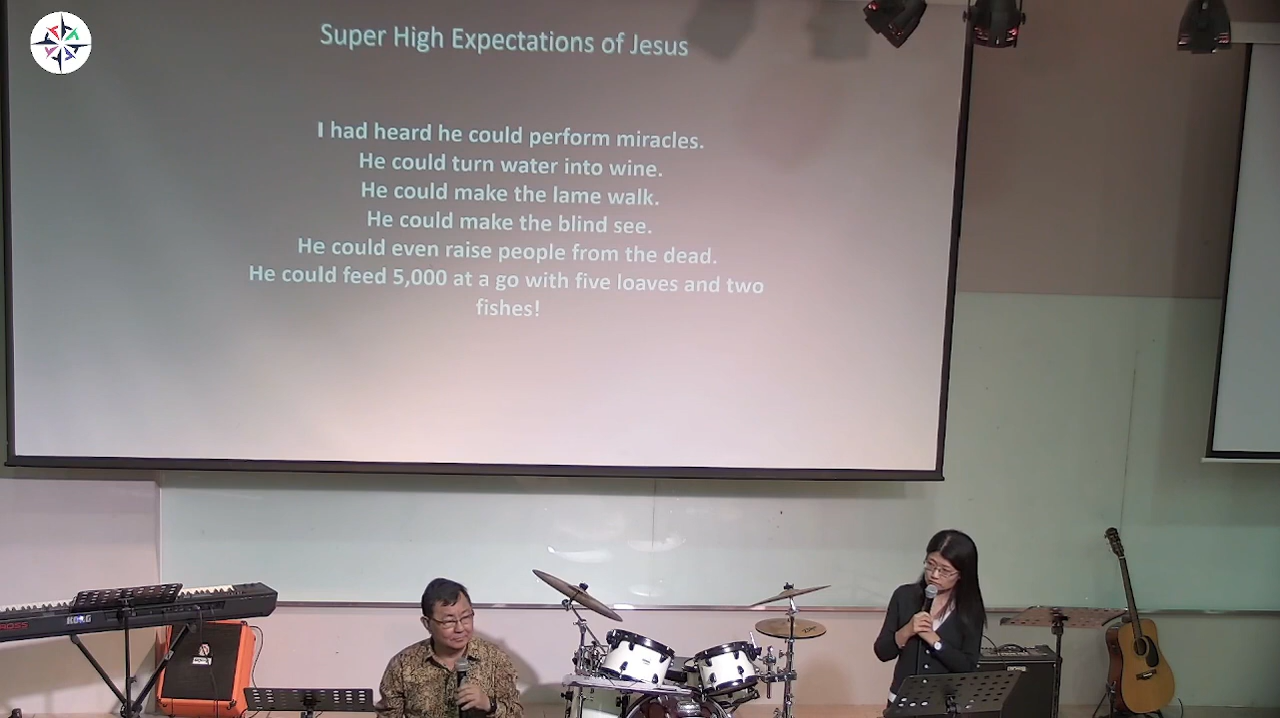 Super High Expectations of Jesus
I had heard he could perform miracles.
He could turn water into wine.
He could make the lame walk.
He could make the blind see.
He could even raise people from the dead.
He could feed 5,000 at a go with five loaves and two
fishes!
KORG